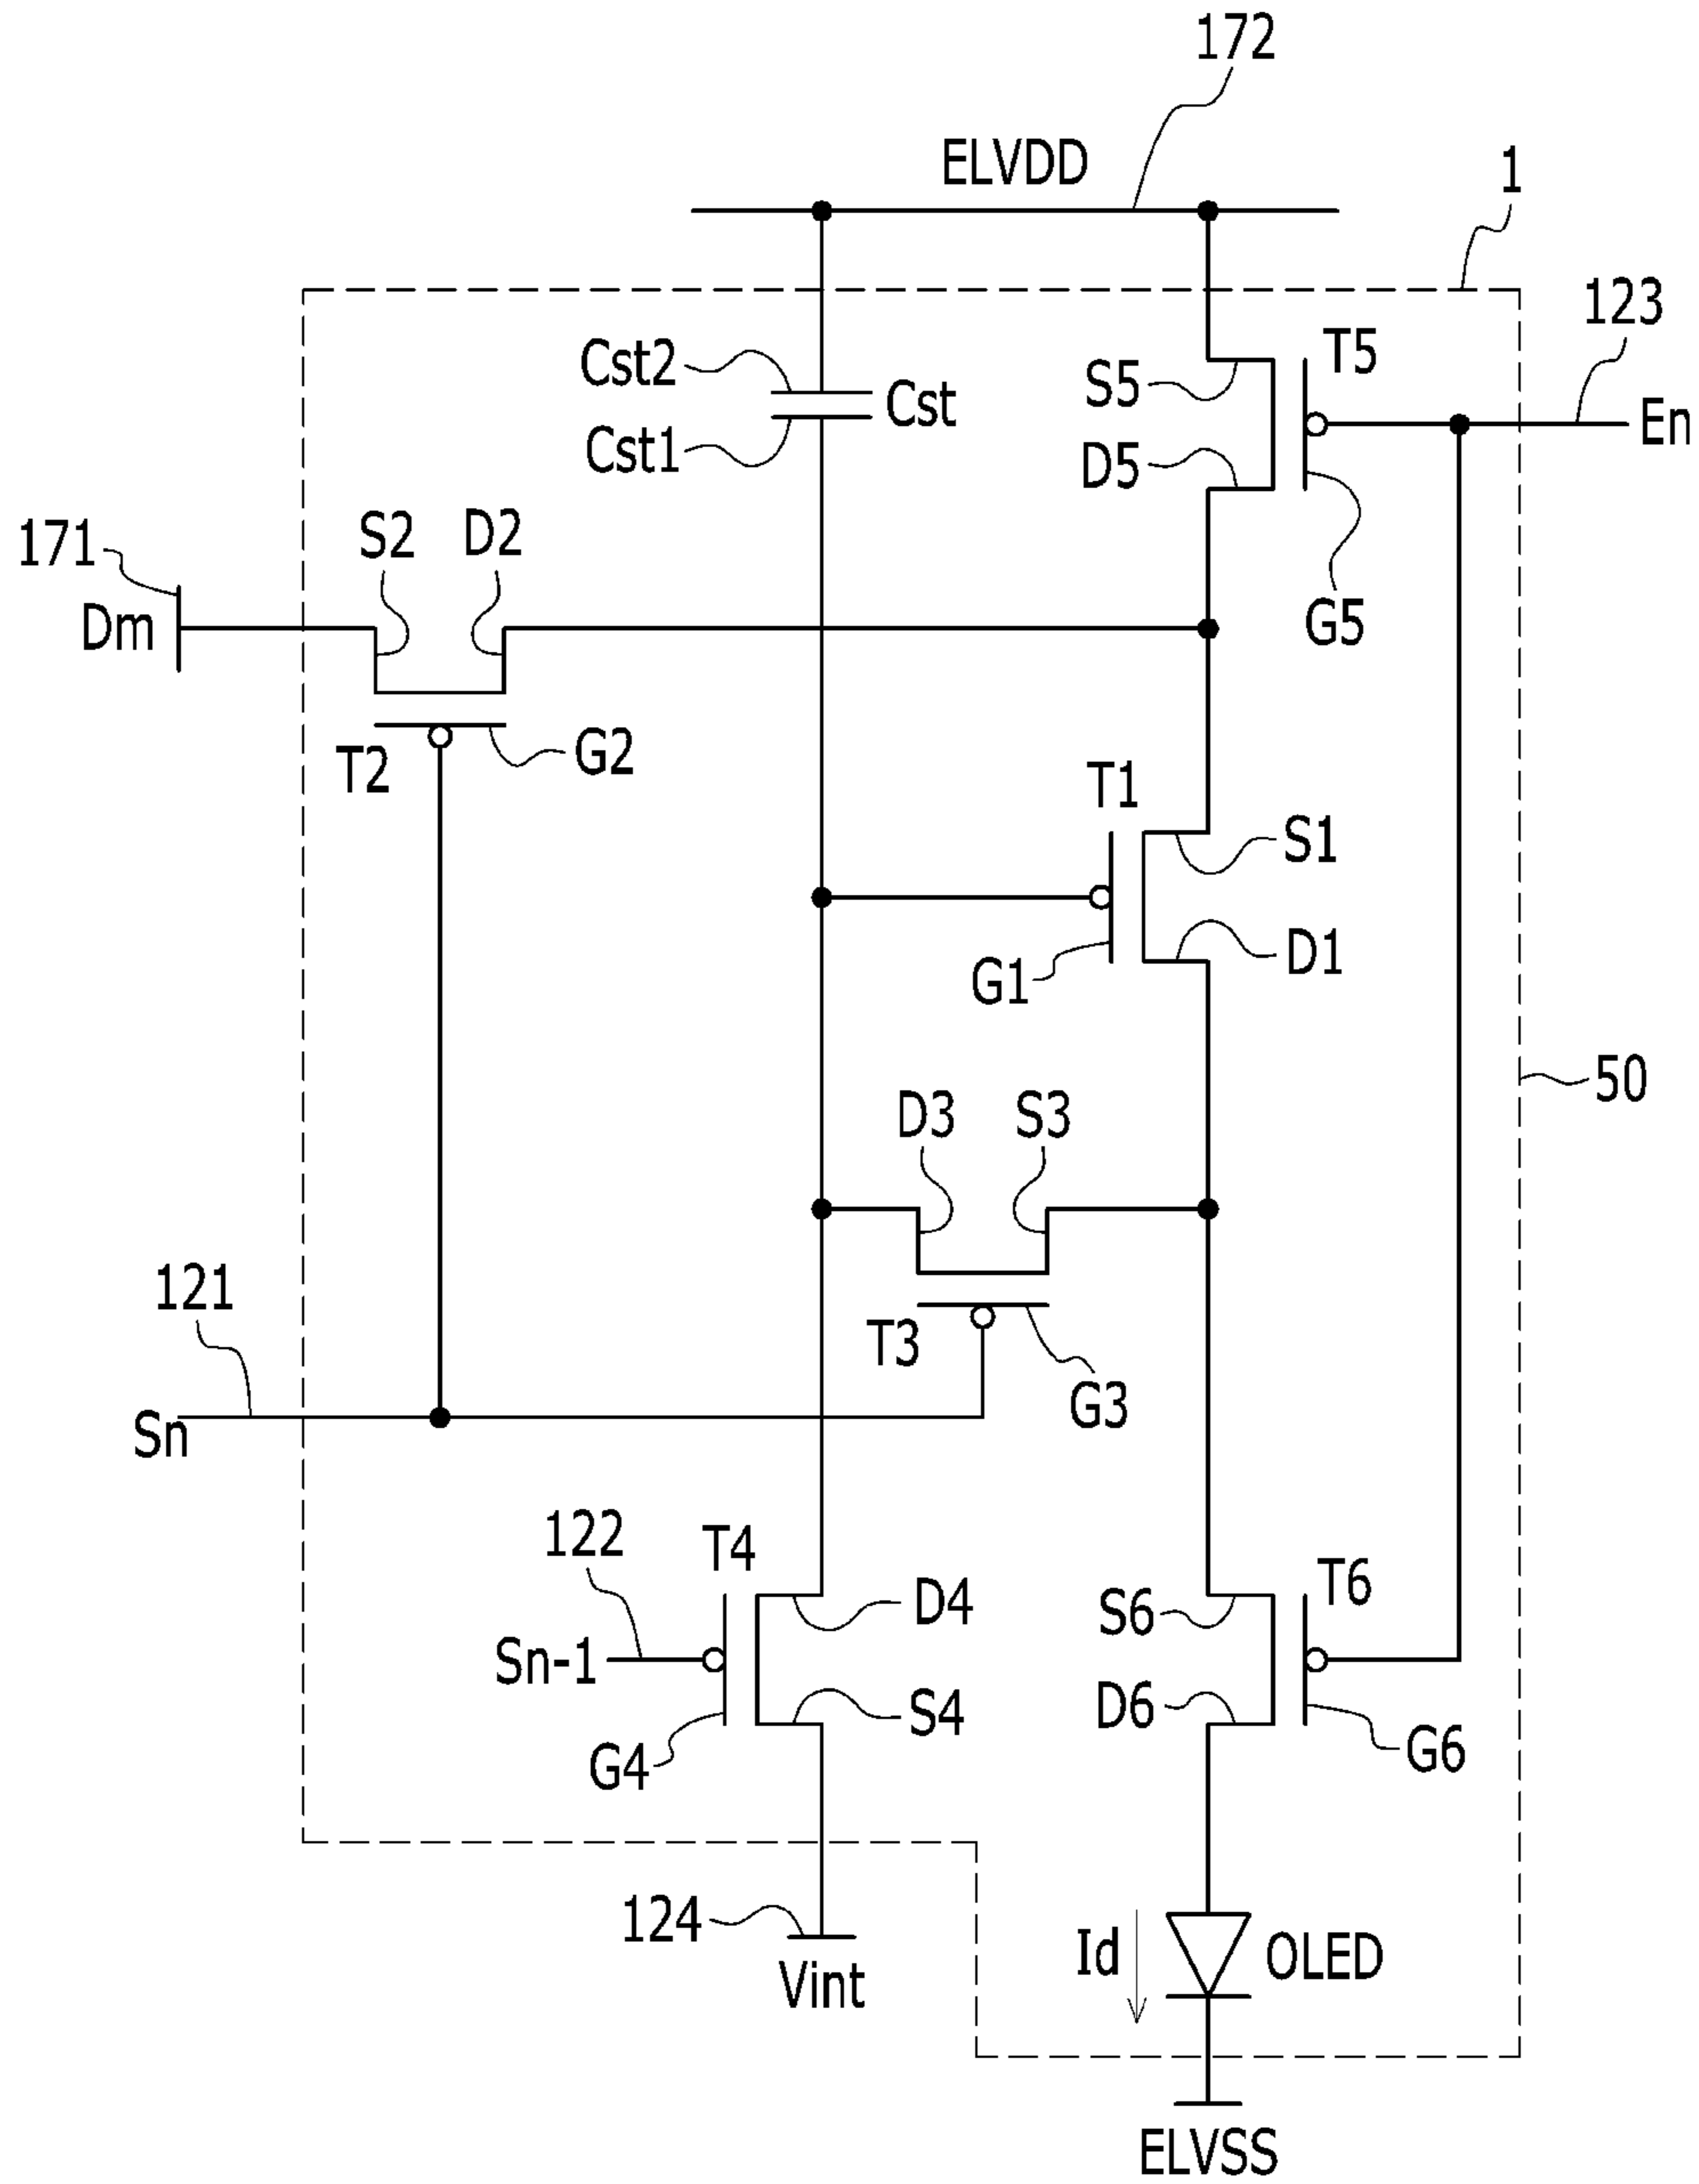 172
ELVDD
1
123
Cst2
Cst
Cst1
S5
T5
D5
En
171
S2
D2
Dm
G5
T2
G2
T1
S1
G1
D1
50
D3
S3
121
T3
G3
Sn
122
T4
D4
S6
T6
Sn-1
S4
D6
G4
G6
124
Vint
Id
OLED
ELVSS